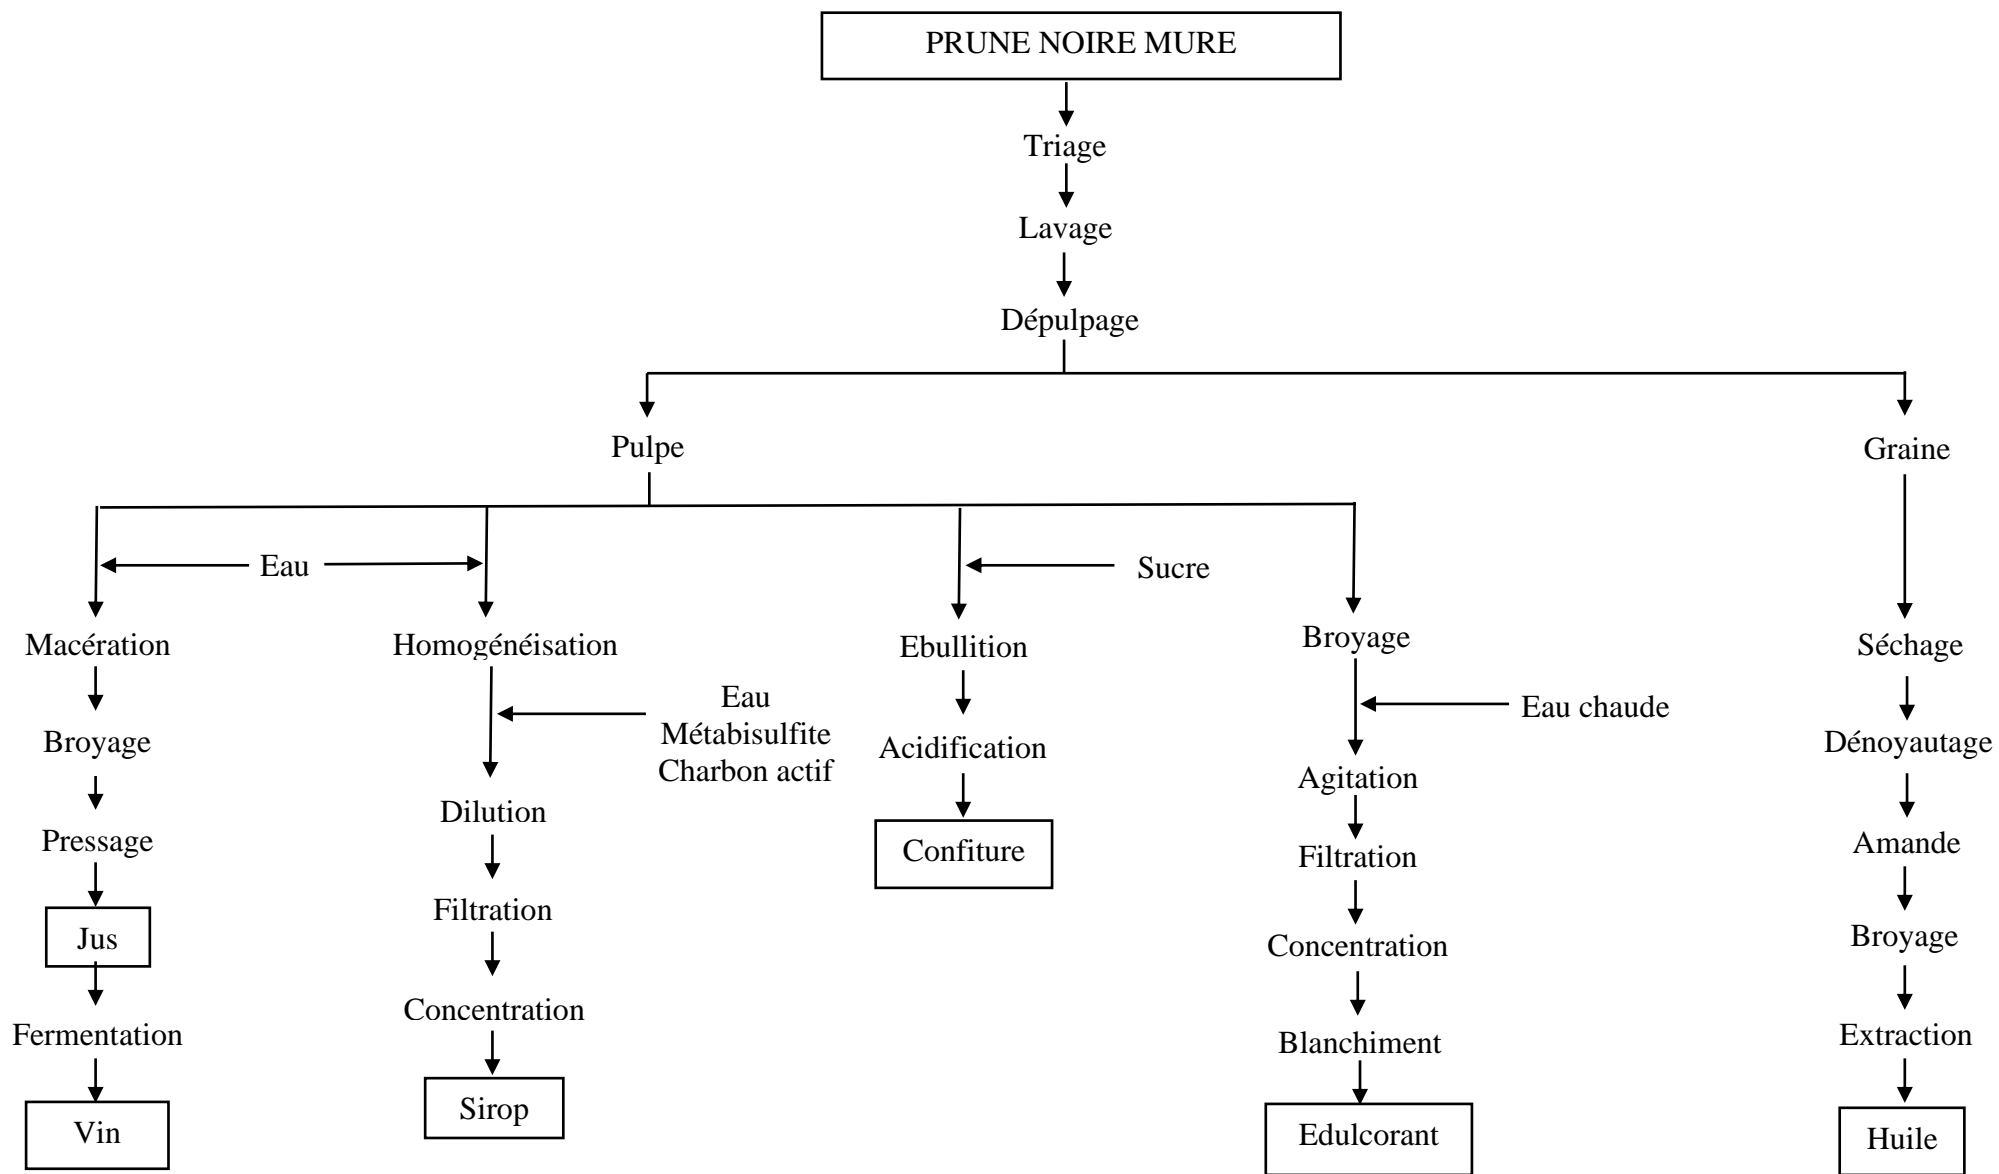 PRUNE NOIRE MURE
Triage
Lavage
Dépulpage
Pulpe
Graine
Eau
Sucre
Macération
Homogénéisation
Ebullition
Broyage
Séchage
Eau
Métabisulfite
Charbon actif
Eau chaude
Broyage
Acidification
Agitation
Dénoyautage
Dilution
Pressage
Confiture
Filtration
Amande
Filtration
Jus
Concentration
Broyage
Concentration
Fermentation
Blanchiment
Extraction
Sirop
Vin
Edulcorant
Huile